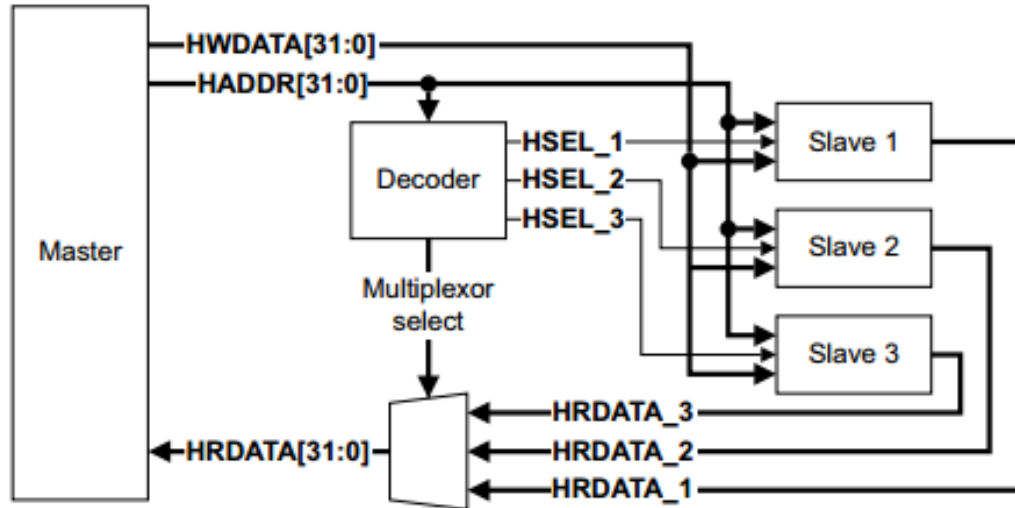 HWDATA[31:0]
HADDR[31:0]
Master
Decoder
HSEL_1
HSEL_2
HSEL_3
Slave 1
Slave 2
Slave 3
Multiplexor
select
HRDATA_3
HRDATA[31:0]
HRDATA_2
HRDATA_1